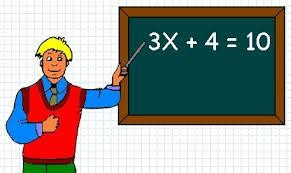 3X + 4 = 10